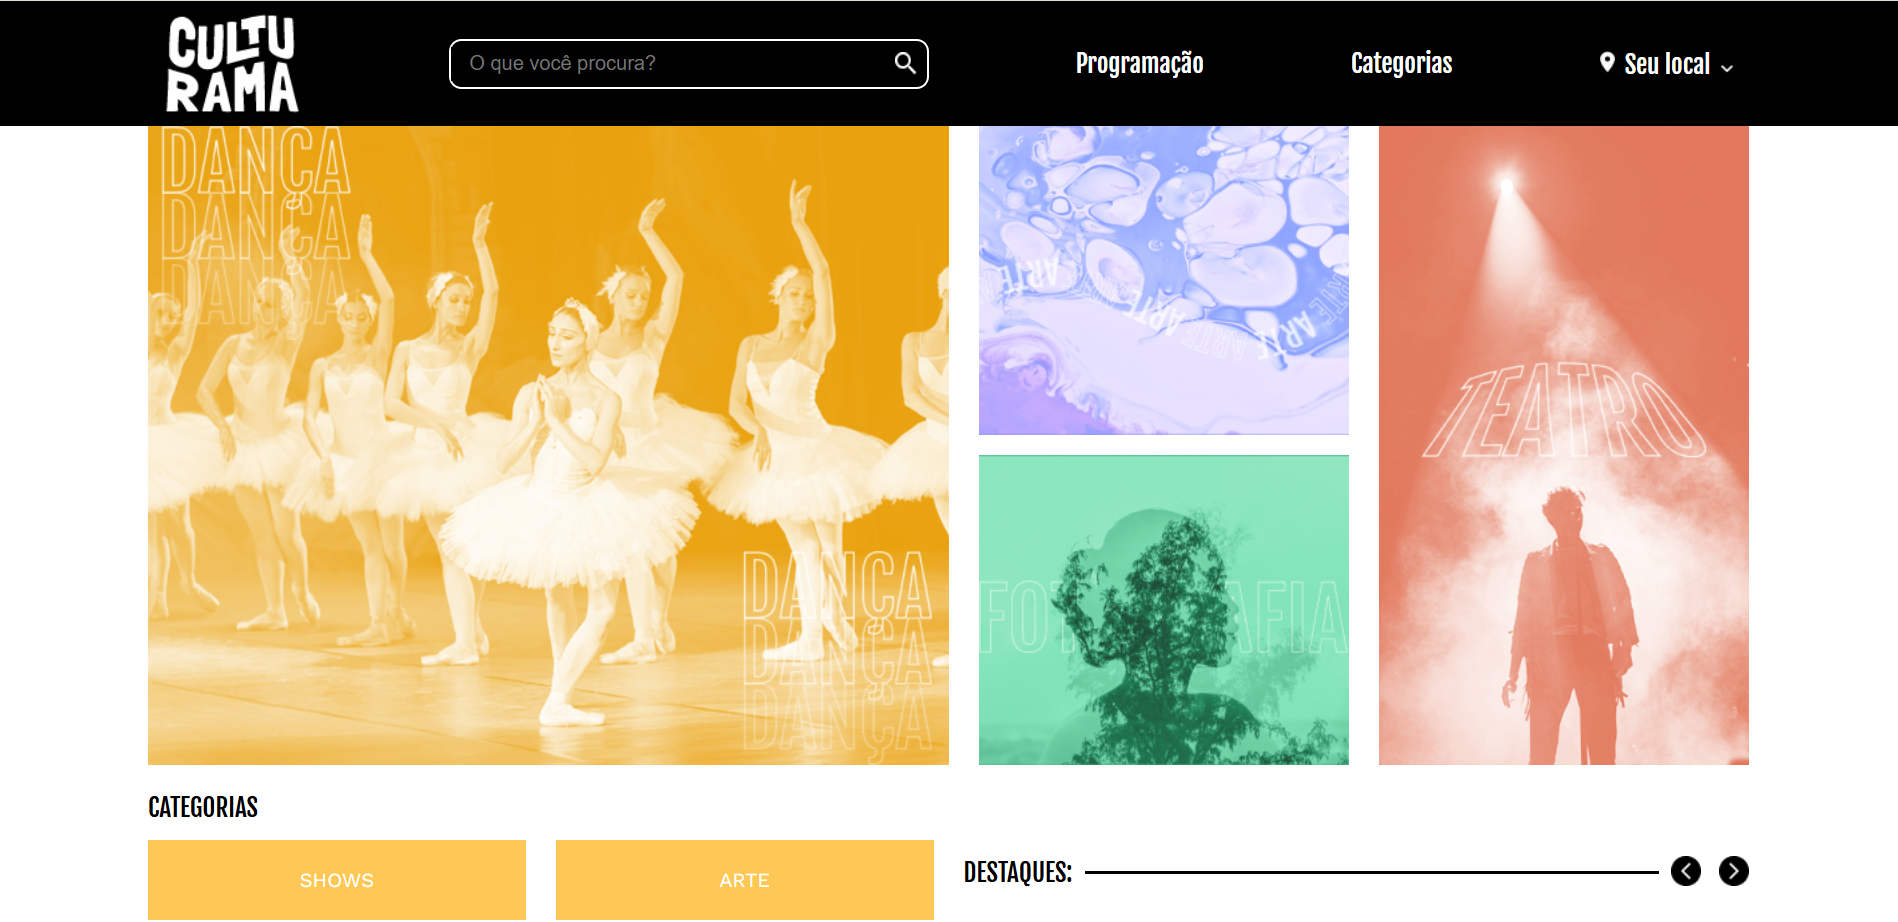 CULTU
RAMA
O que você procura?
Programação
Categorias
Seu local
DANÇA
DANÇA
DANÇA
ARTE ARTE ARTE ARTE ARTE ARTE ARTE
TEATRO
FOT AFIA
DANÇA
DANÇA
DANÇA
CATEGORIAS
SHOWS
ARTE
DESTAQUES: